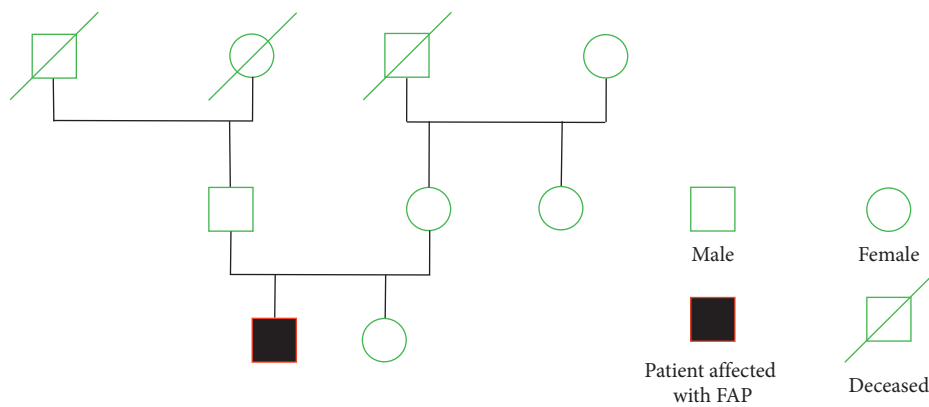 Male
Female
Patient affected
with FAP
Deceased